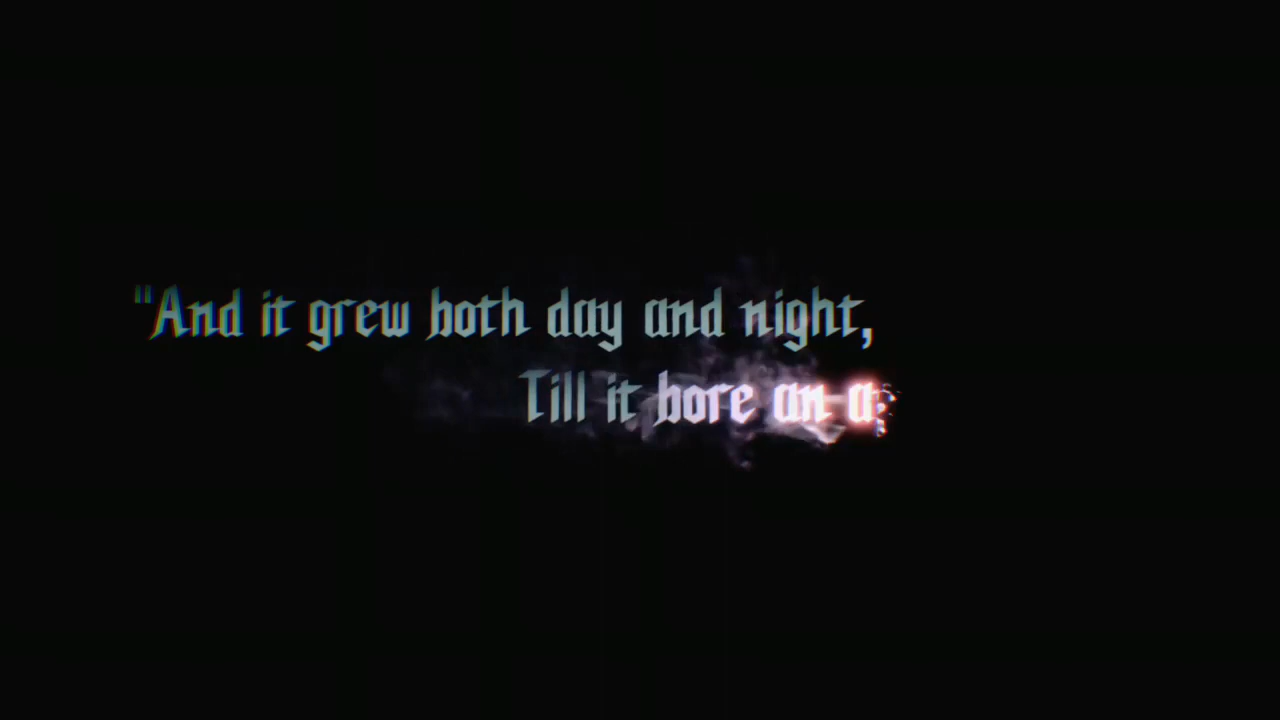 "And it grew both day and night,
Till it bore an a